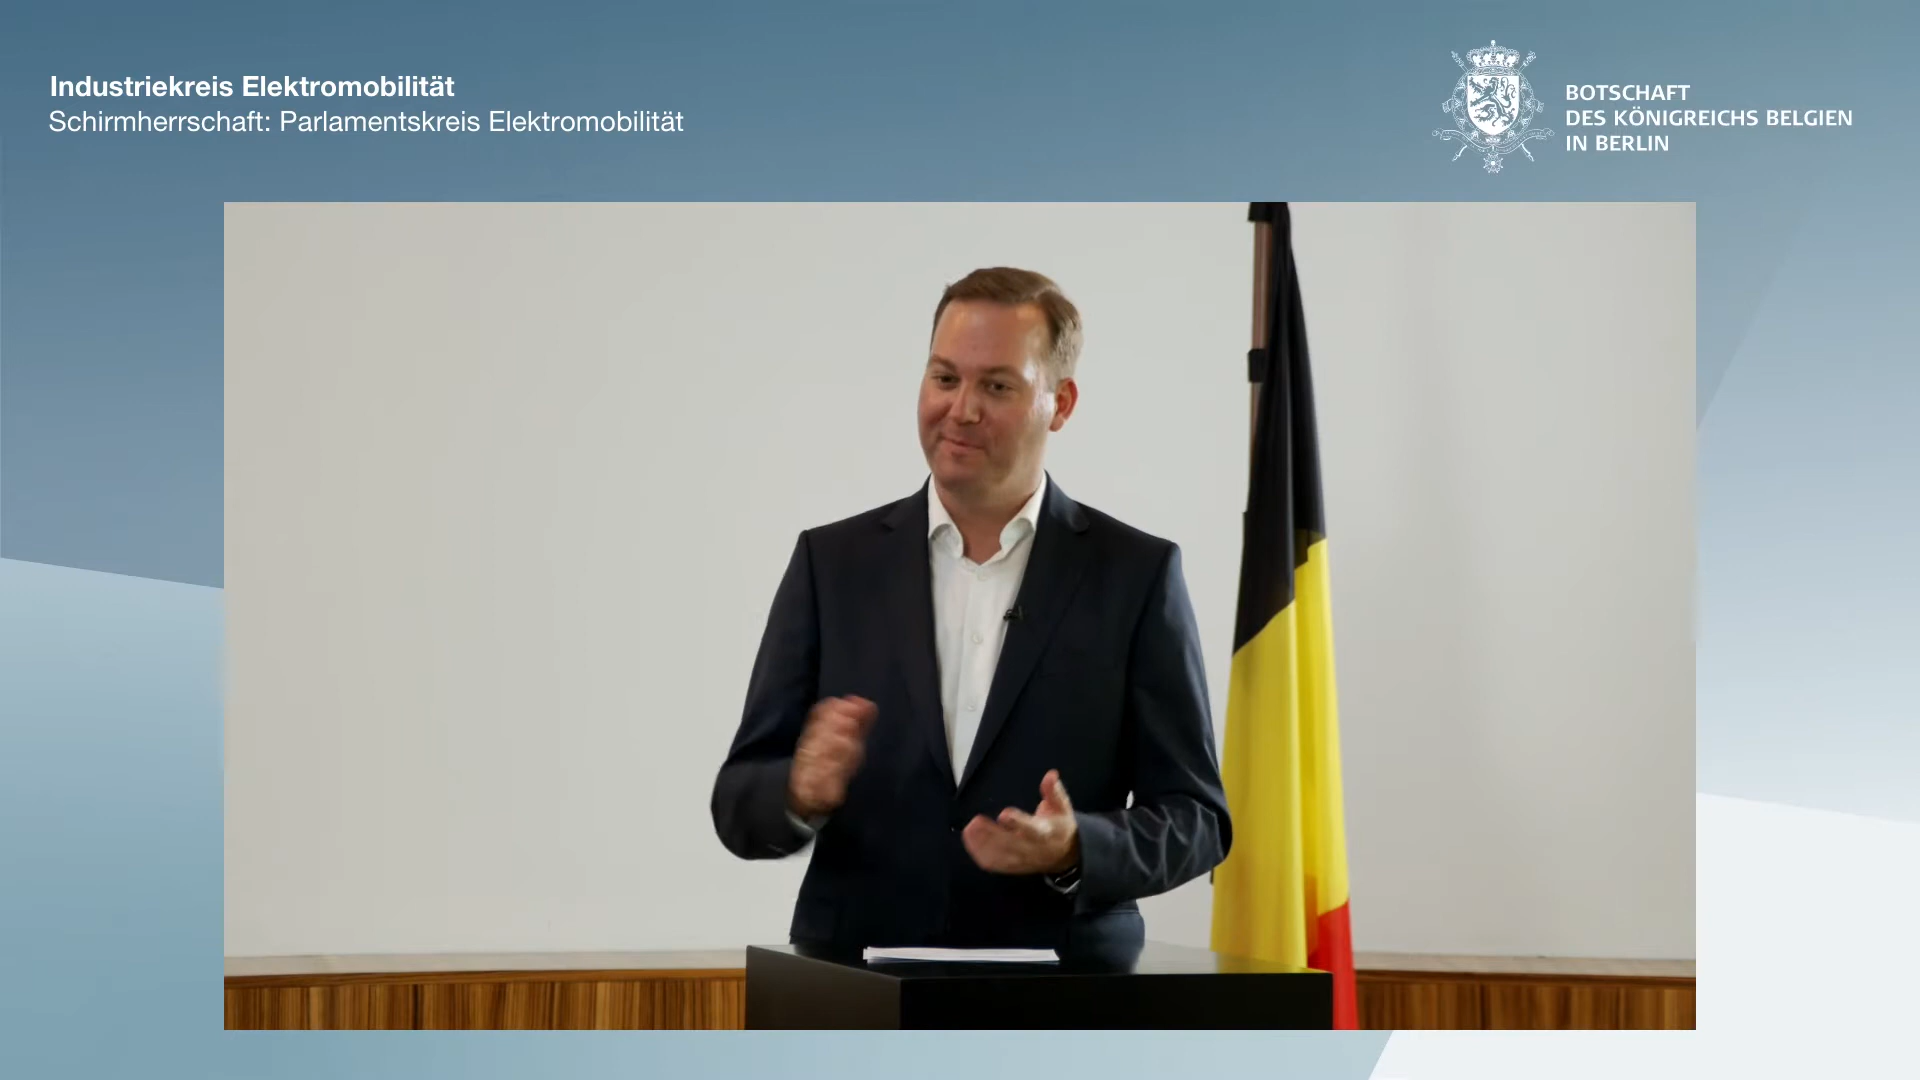 Industriekreis Elektromobilität
Schirmherrschaft: Parlamentskreis Elektromobilität
BOTSCHAFT
DES KÖNIGREICHS BELGIEN
IN BERLIN